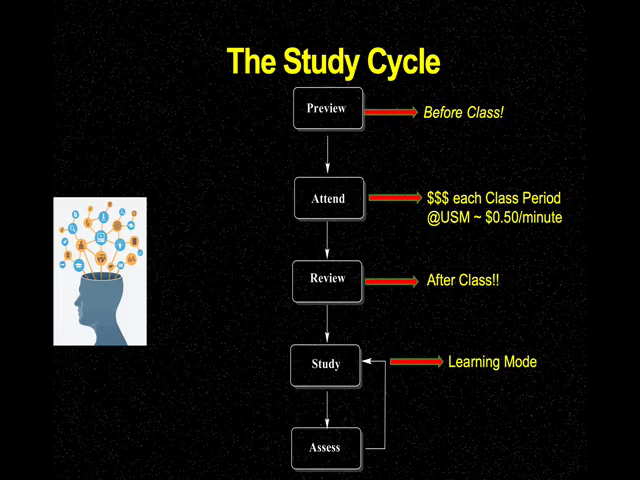 The Study Cycle
Preview
Before Class!
Attend
$$$ each Class Period
@USM ~ $0.50/minute
Review
After Class!!
Study
Learning Mode
Assess